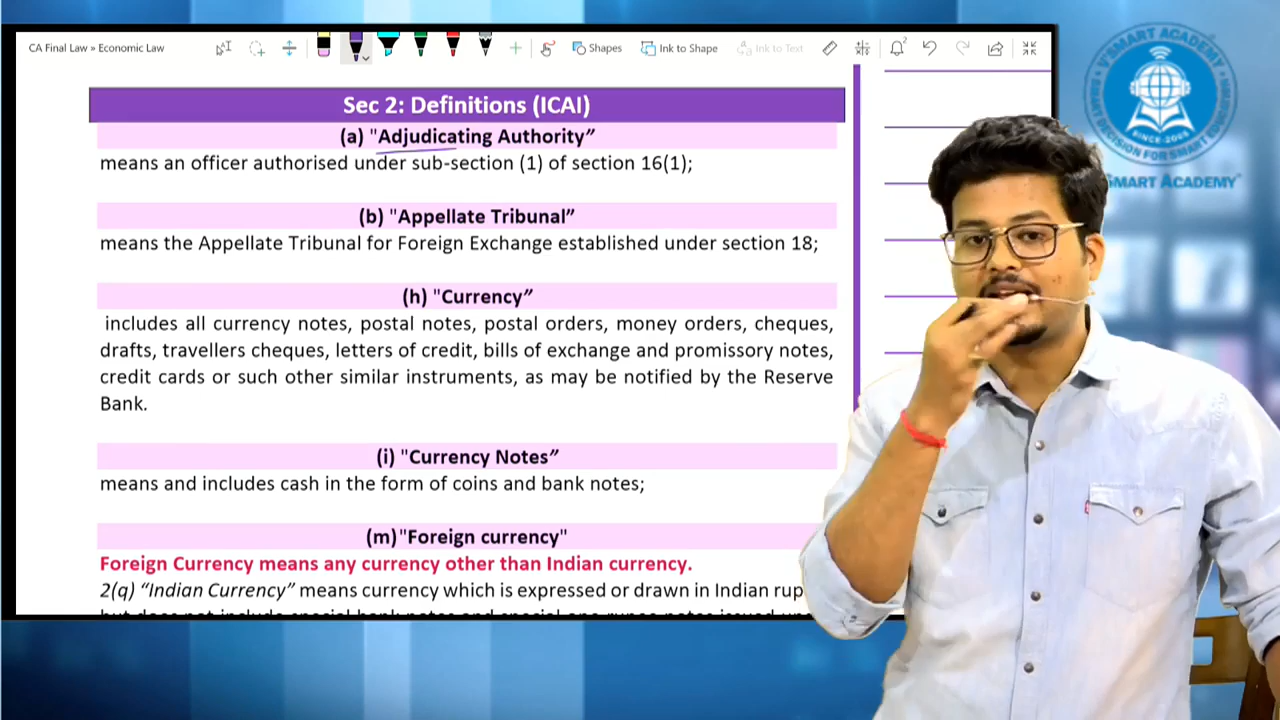 CA Final Law » Economic Law
Shapes
Ink to Shape
Ink to Text
2
Sec 2: Definitions (ICAI)
(a) "Adjudicating Authority”
means an officer authorised under sub-section (1) of section 16(1);
(b) "Appellate Tribunal”
means the Appellate Tribunal for Foreign Exchange established under section 18;
(h) "Currency”
includes all currency notes, postal notes, postal orders, money orders, cheques,
drafts, travellers cheques, letters of credit, bills of exchange and promissory notes,
credit cards or such other similar instruments, as may be notified by the Reserve
Bank.
(i) "Currency Notes”
means and includes cash in the form of coins and bank notes;
(m) "Foreign currency"
Foreign Currency means any currency other than Indian currency.
2(q) “Indian Currency” means currency which is expressed or drawn in Indian rup
V'SMART ACADEMY
SINCE-2005
SMART ACADEMY